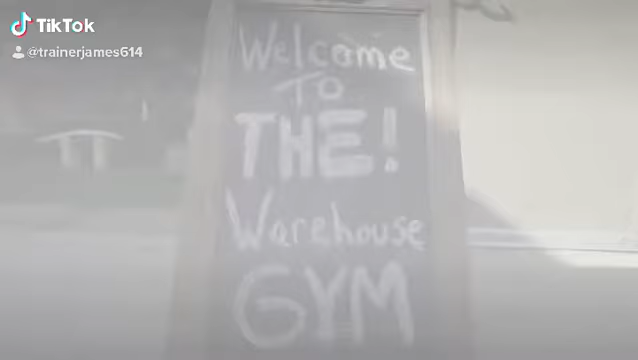 TikTok
@trainerjames614
Welcome
TO
THE!
Warehouse
GYM